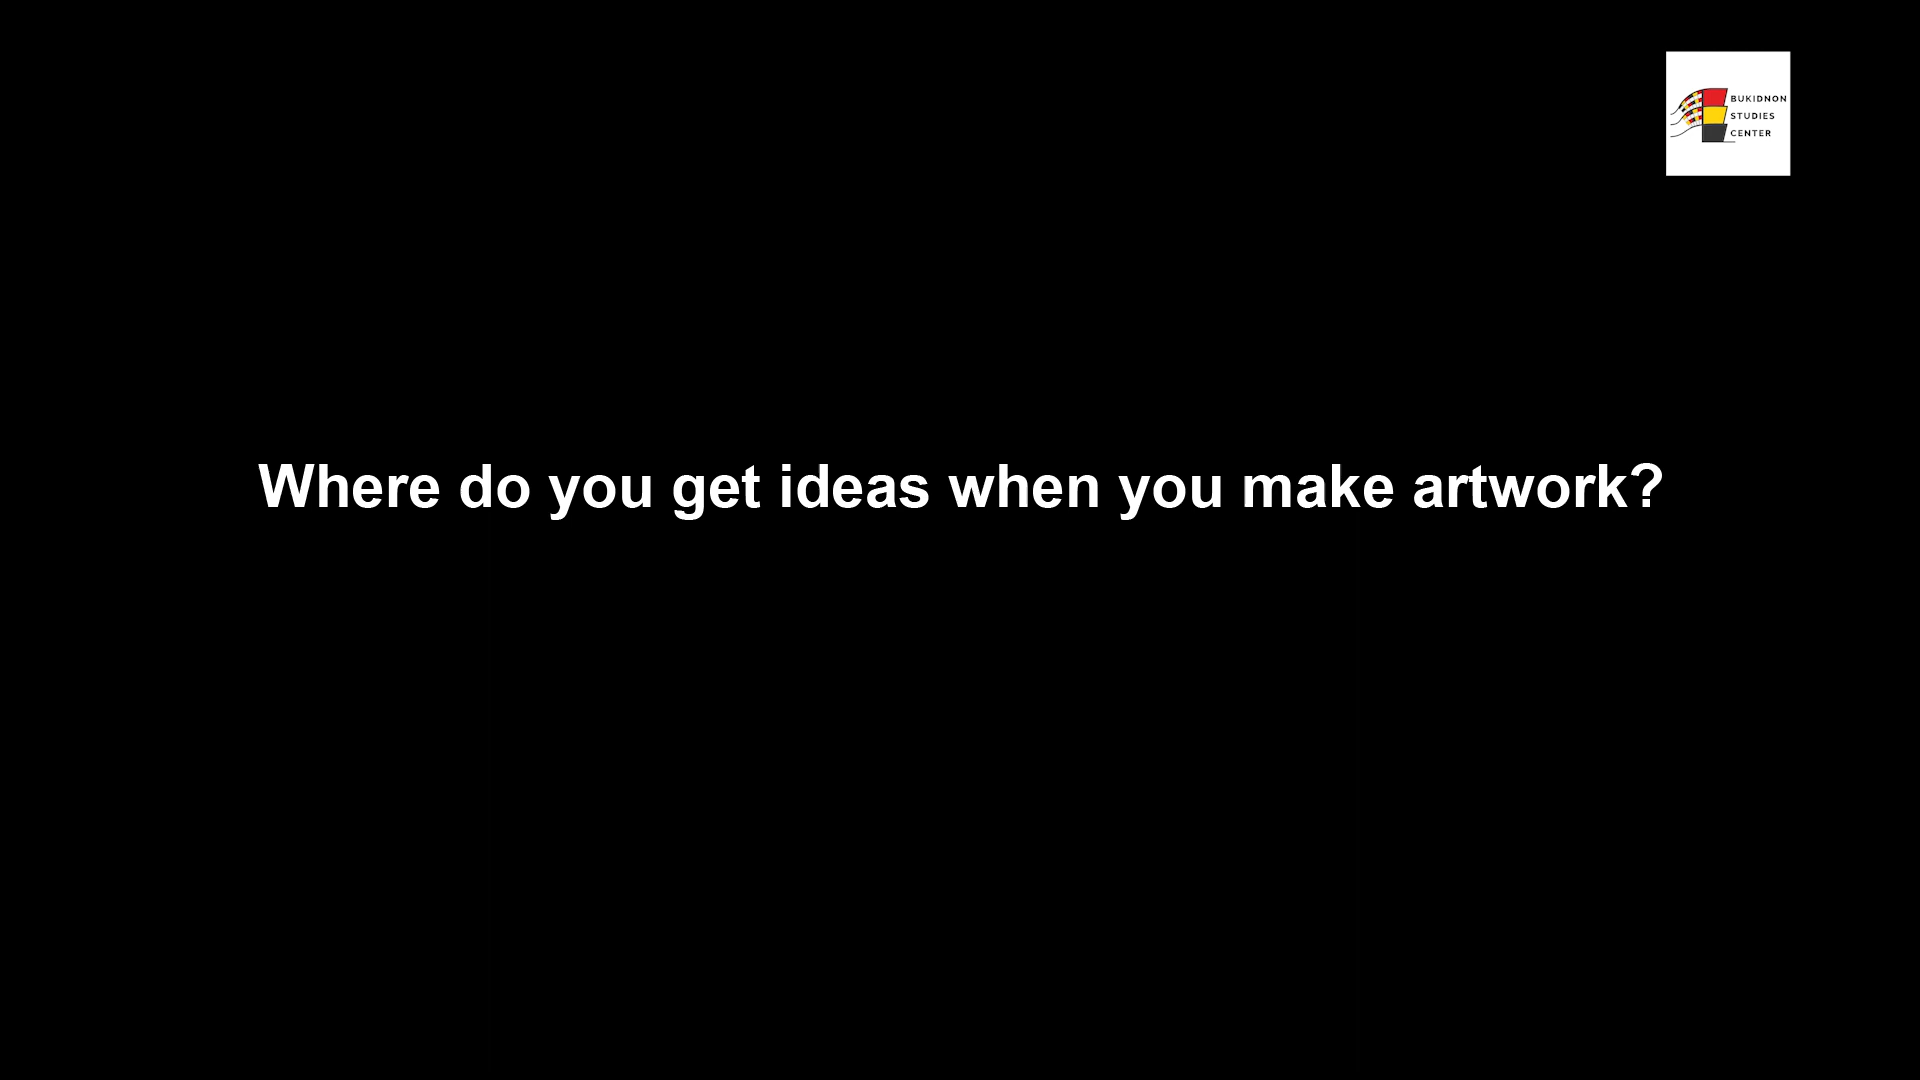 BUKIDNON
STUDIES
CENTER
Where do you get ideas when you make artwork?